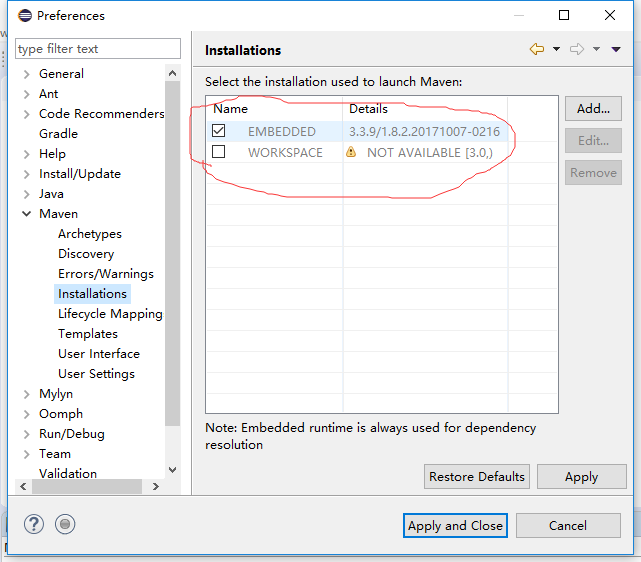 Preferences
type filter text
General
Ant
Code Recommenders
Gradle
Help
Install/Update
Java
Maven
Archetypes
Discovery
Errors/Warnings
Installations
Lifecycle Mapping
Templates
User Interface
User Settings
Mylyn
Oomph
Run/Debug
Team
Validation
Installations
Select the installation used to launch Maven:
Name Details
EMBEDDED 3.3.9/1.8.2.20171007-0216
WORKSPACE NOT AVAILABLE [3.0,)
Add...
Edit...
Remove
Note: Embedded runtime is always used for dependency
resolution
Restore Defaults Apply
Apply and Close Cancel